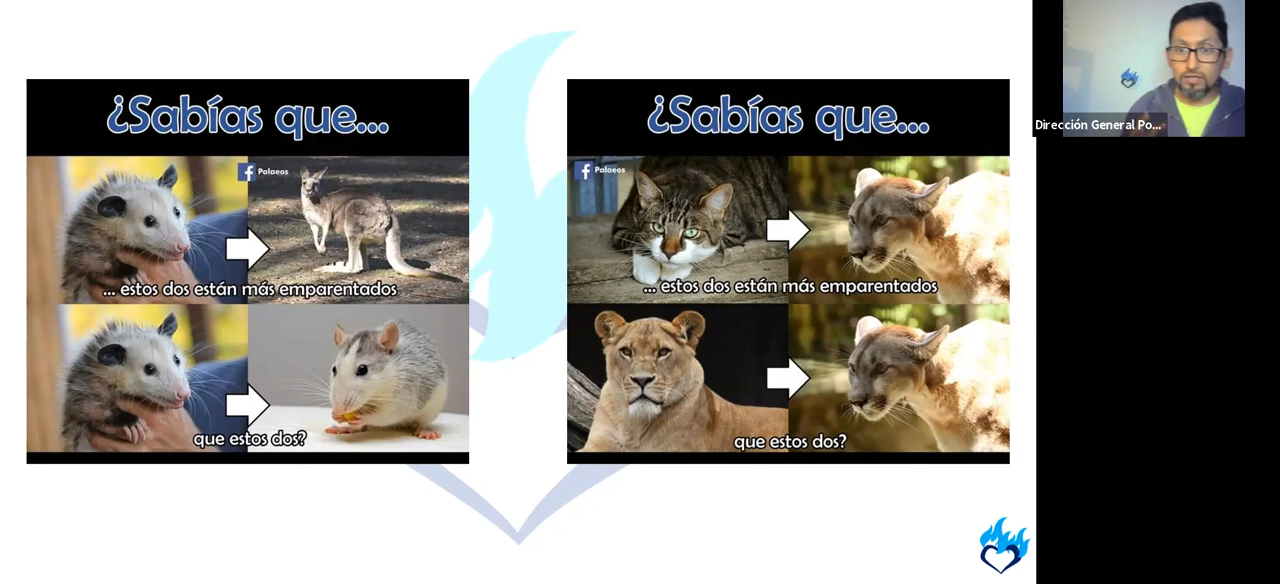 ¿Sabías que...
Palaeos
... estos dos están más emparentados
que estos dos?
¿Sabías que...
Palaeos
... estos dos están más emparentados
que estos dos?
Dirección General Po...